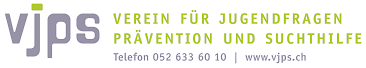 vjps
VEREIN FÜR JUGENDFRAGEN
PRÄVENTION UND SUCHTHILFE
Telefon 052 633 60 10 | www.vjps.ch